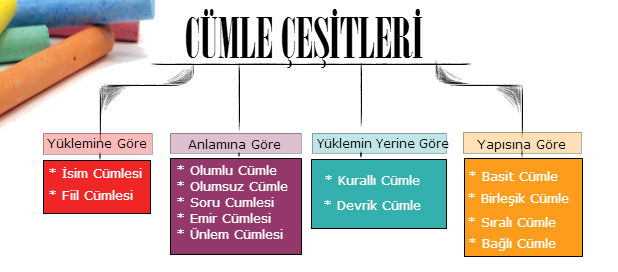 CÜMLE ÇEŞİTLERİ
Yüklemine Göre
* İsim Cümlesi
* Fiil Cümlesi
Anlamına Göre
* Olumlu Cümle
* Olumsuz Cümle
* Soru Cumlesi
* Emir Cümlesi
* Ünlem Cümlesi
Yüklemin Yerine Göre
* Kurallı Cümle
* Devrik Cümle
Yapısına Göre
* Basit Cümle
* Birleşik Cümle
* Sıralı Cümle
* Bağlı Cümle